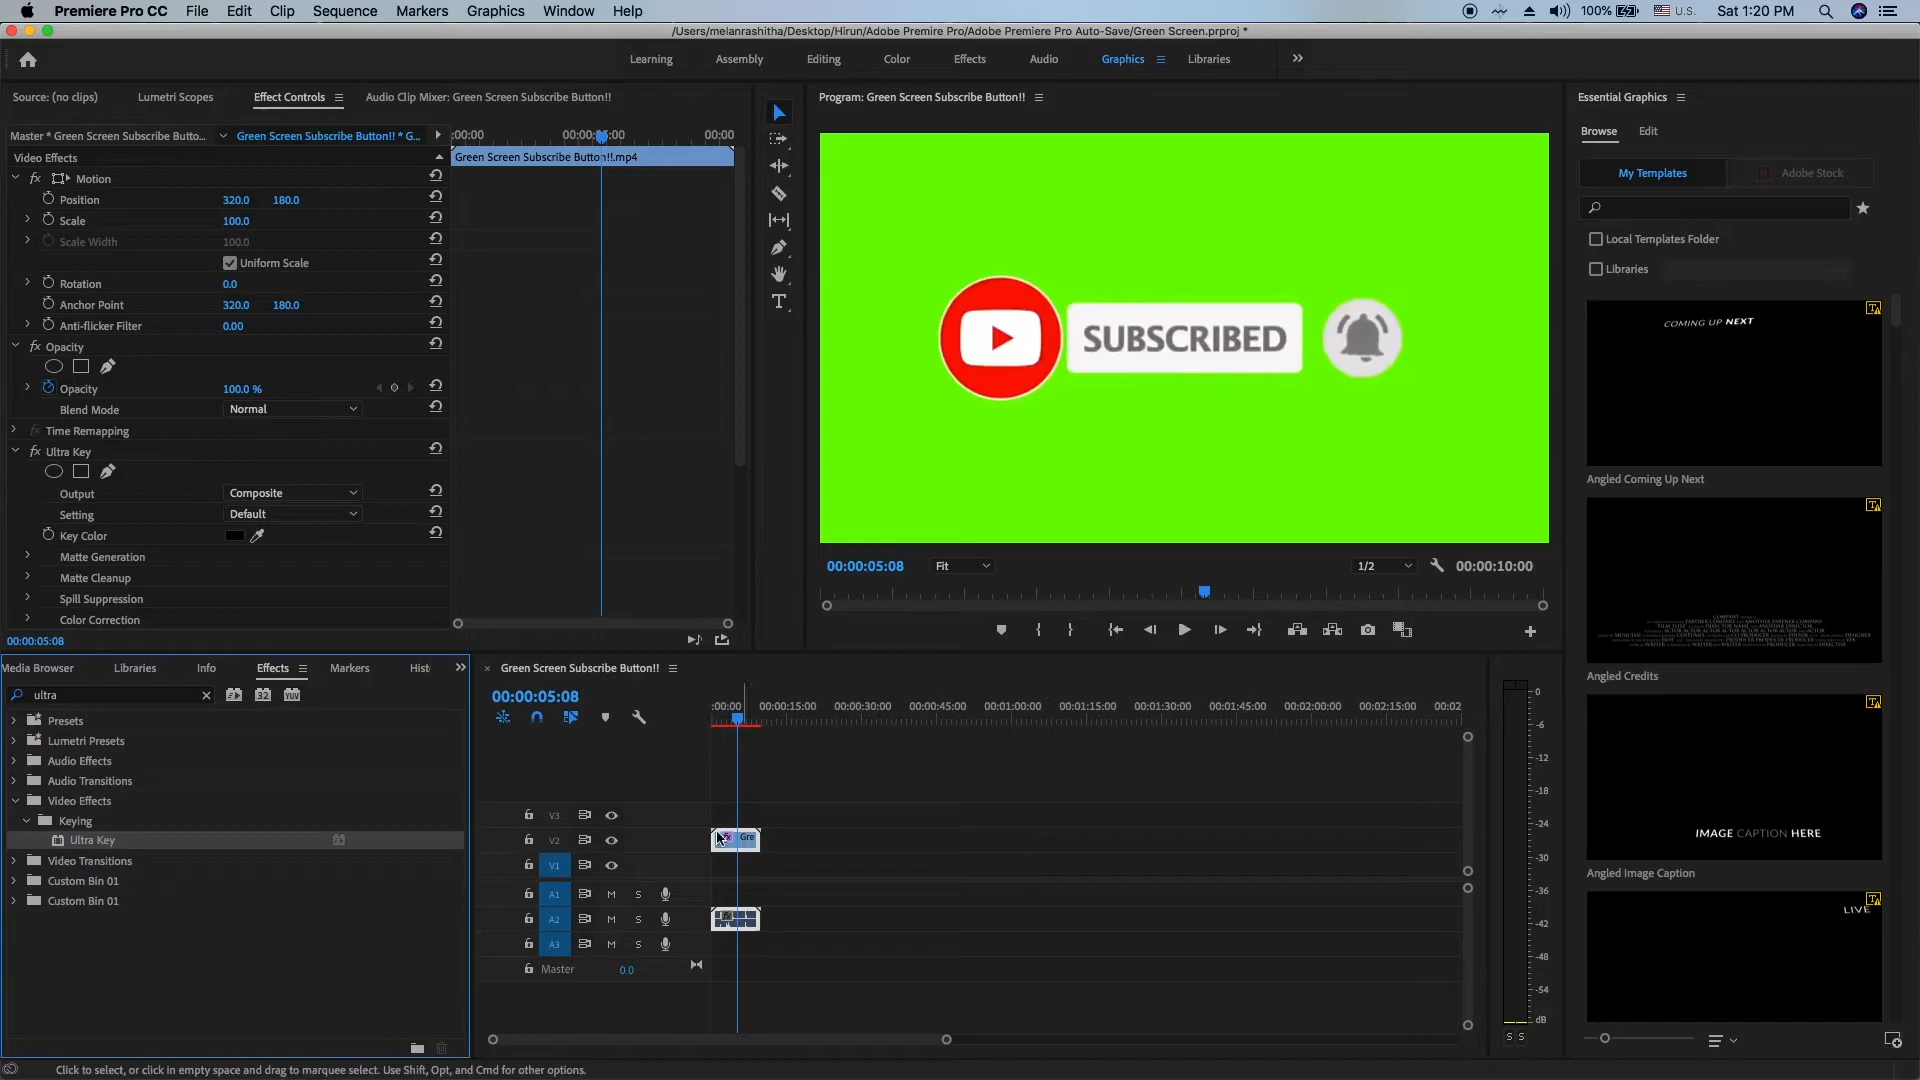 Premiere Pro CC File Edit Clip Sequence Markers Graphics Window Help
100% U.S. Sat 1:20 PM
/Users/melanrashitha/Desktop/Hirun/Adobe Premire Pro/Adobe Premiere Pro Auto-Save/Green Screen.prproj *
Learning Assembly Editing Color Effects Audio Graphics Libraries
Source: (no clips) Lumetri Scopes Effect Controls Audio Clip Mixer: Green Screen Subscribe Button!!
Master * Green Screen Subscribe Butto... Green Screen Subscribe Button!! * G...
:00:00 00:00:05:00 00:00
Green Screen Subscribe Button!!.mp4
Video Effects
fx Motion
Position 320.0 180.0
Scale 100.0
Scale Width 100.0
Uniform Scale
Rotation 0.0
Anchor Point 320.0 180.0
Anti-flicker Filter 0.00
fx Opacity
Opacity 100.0 %
Blend Mode Normal
fx Time Remapping
fx Ultra Key
Output Composite
Setting Default
Key Color
Matte Generation
Matte Cleanup
Spill Suppression
Color Correction
00:00:05:08
Program: Green Screen Subscribe Button!!
SUBSCRIBED
00:00:05:08 Fit 1/2 00:00:10:00
Essential Graphics
Browse Edit
My Templates Adobe Stock
Local Templates Folder
Libraries
COMING UP NEXT
Angled Coming Up Next
Angled Credits
IMAGE CAPTION HERE
Angled Image Caption
LIVE
Media Browser Libraries Info Effects Markers Hist
ultra
32 YUV
Presets
Lumetri Presets
Audio Effects
Audio Transitions
Video Effects
Keying
Ultra Key
Video Transitions
Custom Bin 01
Custom Bin 01
Green Screen Subscribe Button!!
00:00:05:08
:00:00 00:00:15:00 00:00:30:00 00:00:45:00 00:01:00:00 00:01:15:00 00:01:30:00 00:01:45:00 00:02:00:00 00:02:15:00 00:02
V3
V2 fx Gre
V1
A1 M S
A2 M S
A3 M S
Master 0.0
0
-6
-12
-18
-24
-30
-36
-42
-48
-54
dB
S S
Click to select, or click in empty space and drag to marquee select. Use Shift, Opt, and Cmd for other options.